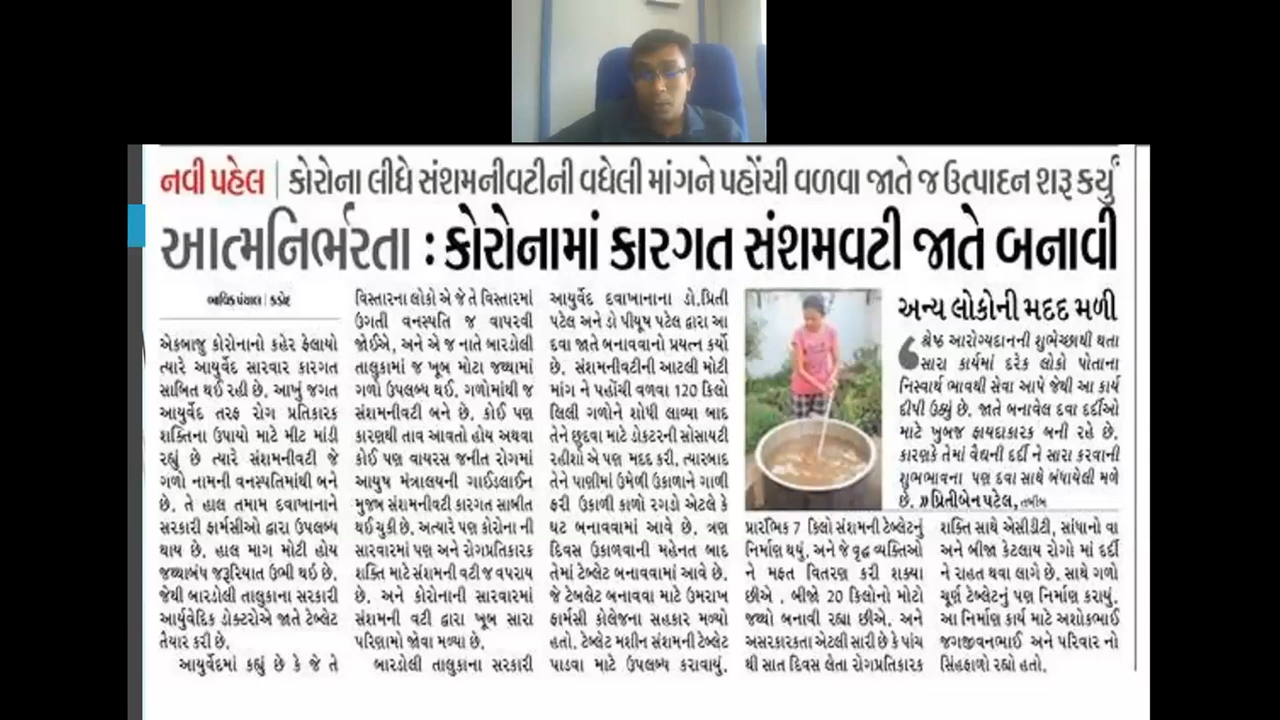 નવી પહેલ | કોરોના લીધે સંશમનીવટીની વધેલી માંગને પહોંચી વળવા જાતે જ ઉત્પાદન શરૂ કર્યું
આત્મનિર્ભરતા : કોરોનામાં કારગત સંશમવટી જાતે બનાવી
ભાવિક પંચાલ | કડોદ
એકબાજુ કોરોનાનો કહેર ફેલાયો
ત્યારે આયુર્વેદ સારવાર કારગત
સાબિત થઈ રહી છે. આખું જગત
આયુર્વેદ તરફ રોગ પ્રતિકારક
શક્તિના ઉપાયો માટે મીટ માંડી
રહ્યું છે ત્યારે સંશમનીવટી જે
ગળો નામની વનસ્પતિમાંથી બને
છે. તે હાલ તમામ દવાખાનાને
સરકારી ફાર્મસીઓ દ્વારા ઉપલબ્ધ
થાય છે. હાલ માગ મોટી હોય
જથ્થાબંધ જરૂરિયાત ઉભી થઇ છે.
જેથી બારડોલી તાલુકાના સરકારી
આર્યુવેદિક ડોક્ટરોએ જાતે ટેબ્લેટ
તૈયાર કરી છે.
આયુર્વેદમાં કહ્યું છે કે જે તે
વિસ્તારના લોકો એ જે તે વિસ્તારમાં
ઉગતી વનસ્પતિ જ વાપરવી
જોઈએ, અને એ જ નાતે બારડોલી
તાલુકામાં જ ખૂબ મોટા જથ્થામાં
ગળો ઉપલબ્ધ થઈ. ગળોમાંથી જ
સંશમનીવટી બને છે. કોઈ પણ
કારણથી તાવ આવતો હોય અથવા
કોઈ પણ વાયરસ જનીત રોગમાં
આયુષ મંત્રાલયની ગાઈડલાઈન
મુજબ સંશમનીવટી કારગત સાબીત
થઈ ચુકી છે. અત્યારે પણ કોરોના ની
સારવારમાં પણ અને રોગપ્રતિકારક
શક્તિ માટે સંશમની વટી જ વપરાય
છે. અને કોરોનાની સારવારમાં
સંશમની વટી દ્વારા ખૂબ સારા
પરિણામો જોવા મળ્યા છે.
બારડોલી તાલુકાના સરકારી
આયુર્વેદ દવાખાનાના ડો.પ્રિતી
પટેલ અને ડો પીયૂષ પટેલ દ્વારા આ
દવા જાતે બનાવવાનો પ્રયત્ન કર્યો
છે. સંશમનીવટીની આટલી મોટી
માંગ ને પહોંચી વળવા 120 કિલો
લિલી ગળોને શોધી લાવ્યા બાદ
તેને છુદવા માટે ડોક્ટરની સોસાયટી
રહીશો એ પણ મદદ કરી, ત્યારબાદ
તેને પાણીમાં ઉમેળી ઉકાળાને ગાળી
ફરી ઉકાળી કાળો રગડો એટલે કે
ઘટ બનાવવામાં આવે છે. ત્રણ
દિવસ ઉકાળવાની મહેનત બાદ
તેમાં ટેબ્લેટ બનાવવામાં આવે છે.
જે ટેબલેટ બનાવવા માટે ઉમરાખ
ફાર્મસી કોલેજના સહકાર મળ્યો
હતો. ટેબ્લેટ મશીન સંશમની ટેબ્લેટ
પાડવા માટે ઉપલબ્ધ કરાવાયું.
પ્રારંભિક 7 કિલો સંશમની ટેબ્લેટનું
નિર્માણ થયું. અને જે વૃદ્ધ વ્યક્તિઓ
ને મફત વિતરણ કરી શક્યા
છીએ . બીજો 20 કિલોનો મોટો
જથ્થો બનાવી રહ્યા છીએ. અને
અસરકારકતા એટલી સારી છે કે પાંચ
થી સાત દિવસ લેતા રોગપ્રતિકારક
અન્ય લોકોની મદદ મળી
શ્રેષ્ઠ આરોગ્યદાનની શુભેચ્છાથી થતા
સારા કાર્યમાં દરેક લોકો પોતાના
નિસ્વાર્થ ભાવથી સેવા આપે જેથી આ કાર્ય
દીપી ઉઠ્યું છે. જાતે બનાવેલ દવા દર્દીઓ
માટે ખુબજ ફાયદાકારક બની રહે છે.
કારણકે તેમાં વૈદ્યની દર્દી ને સારા કરવાની
શુભભાવના પણ દવા સાથે બંધાયેલી મળે
છે. » પ્રિતીબેન પટેલ, તબીબ
શક્તિ સાથે એસીડીટી, સાંધાનો વા
અને બીજા કેટલાય રોગો માં દર્દી
ને રાહત થવા લાગે છે. સાથે ગળો
ચૂર્ણ ટેબ્લેટનું પણ નિર્માણ કરાયું.
આ નિર્માણ કાર્ય માટે અશોકભાઈ
જગજીવનભાઈ અને પરિવાર નો
સિંહફાળો રહ્યો હતો.